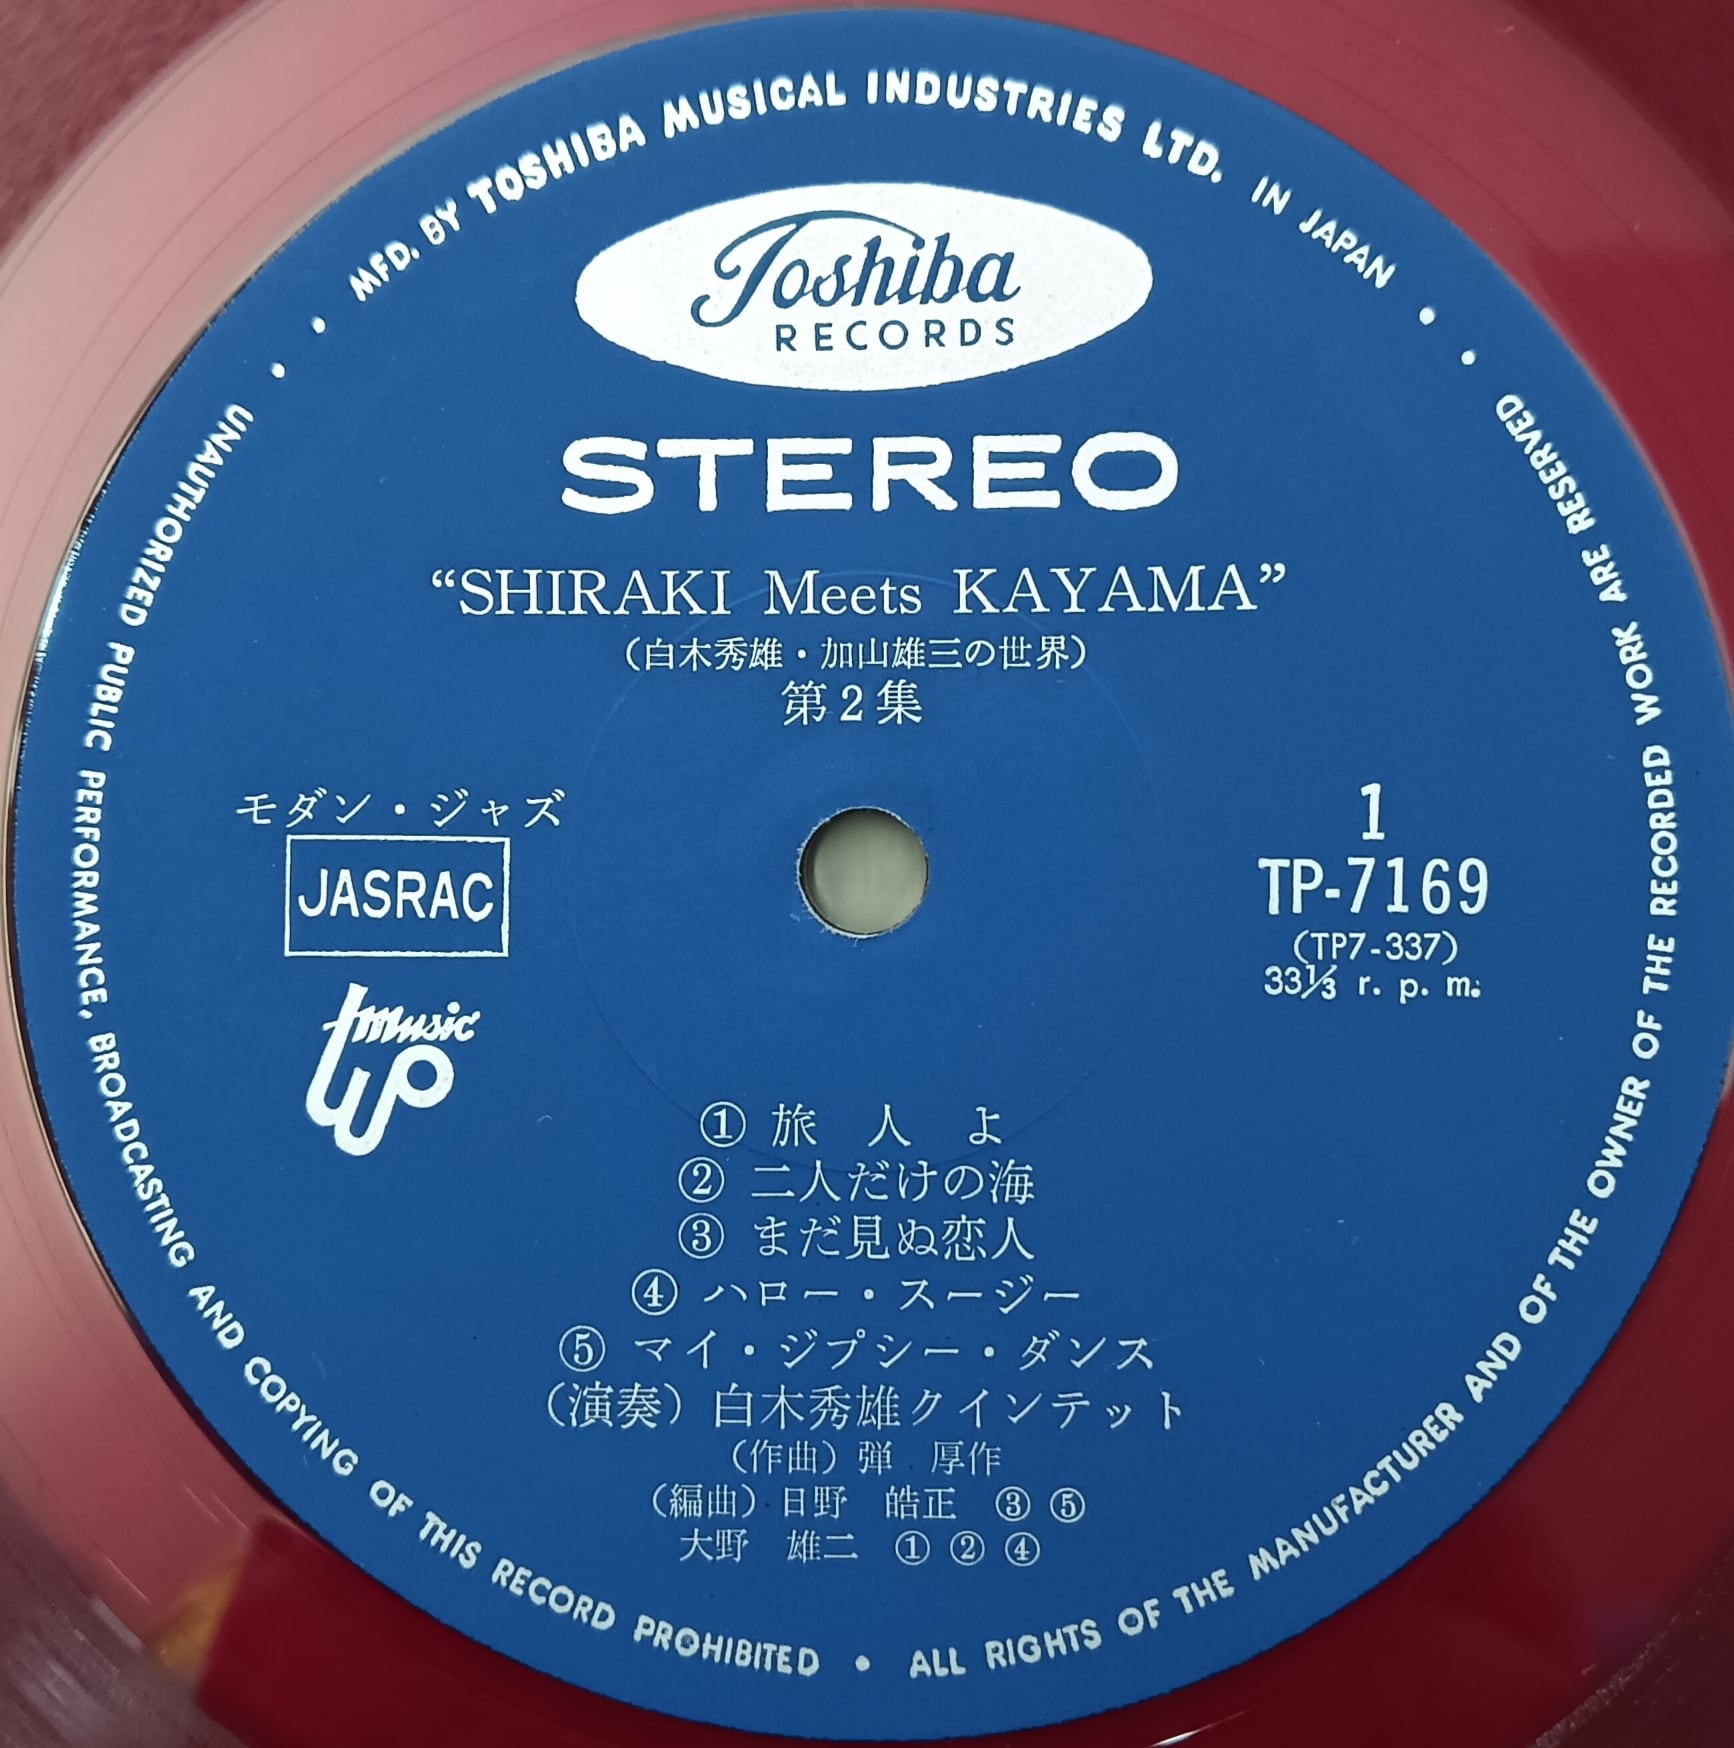 MFD. BY TOSHIBA MUSICAL INDUSTRIES LTD. IN JAPAN
Toshiba
RECORDS
STEREO
“SHIRAKI Meets KAYAMA”
（白木秀雄・加山雄三の世界）
第2集
モダン・ジャズ
JASRAC
music
up
1
TP-7169
(TP7-337)
33⅓ r. p. m.
① 旅 人 よ
② 二人だけの海
③ まだ見ぬ恋人
④ ハロー・スージー
⑤ マイ・ジプシー・ダンス
（演奏）白木秀雄クインテット
（作曲）弾 厚作
（編曲）日野 皓正 ③ ⑤
大野 雄二 ① ② ④
UNAUTHORIZED PUBLIC PERFORMANCE, BROADCASTING AND COPYING OF THIS RECORD PROHIBITED • ALL RIGHTS OF THE MANUFACTURER AND OF THE OWNER OF THE RECORDED WORK ARE RESERVED